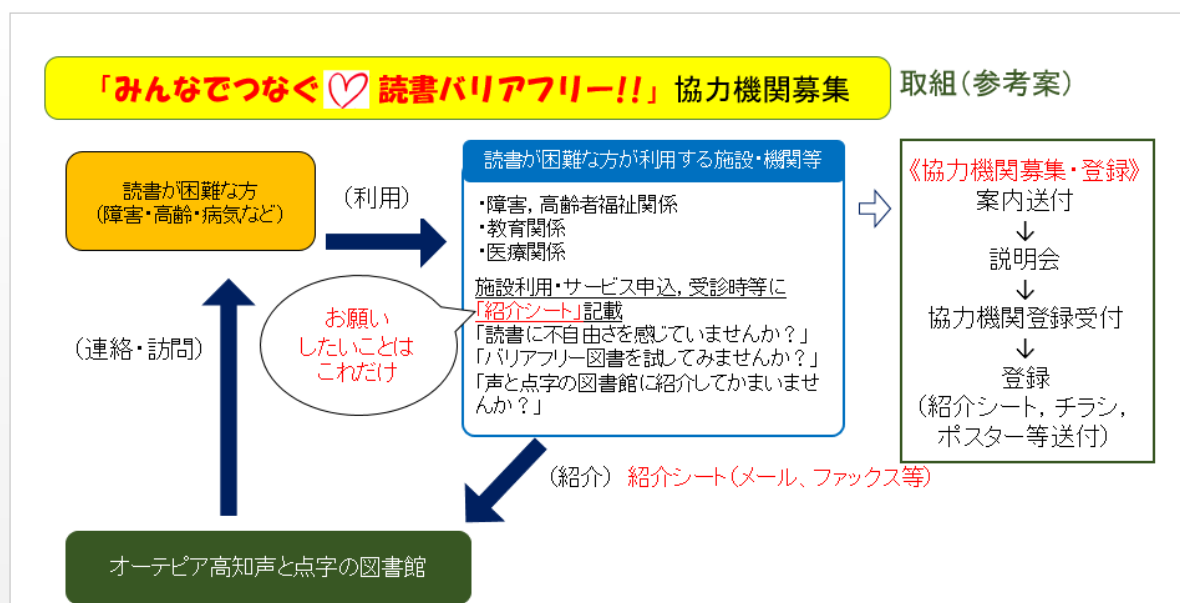 「みんなでつなぐ♡読書バリアフリー!!」協力機関募集
取組(参考案)
読書が困難な方
(障害・高齢・病気など)
(利用)
読書が困難な方が利用する施設・機関等
・障害, 高齢者福祉関係
・教育関係
・医療関係
施設利用・サービス申込, 受診時等に
「紹介シート」記載
「読書に不自由さを感じていませんか?」
「バリアフリー図書を試してみませんか?」
「声と点字の図書館に紹介してかまいませ
んか?」
お願い
したいことは
これだけ
(連絡・訪問)
《協力機関募集・登録》
案内送付
↓
説明会
↓
協力機関登録受付
↓
登録
(紹介シート, チラシ,
ポスター等送付)
(紹介) 紹介シート(メール、ファックス等)
オーテピア高知声と点字の図書館